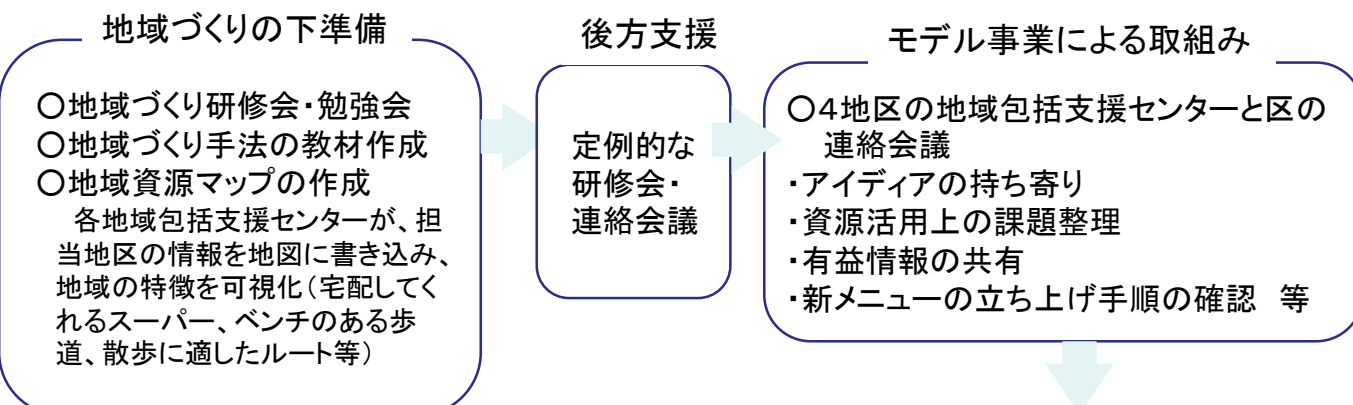 地域づくりの下準備
〇地域づくり研修会・勉強会
〇地域づくり手法の教材作成
〇地域資源マップの作成
各地域包括支援センターが、担
当地区の情報を地図に書き込み、
地域の特徴を可視化(宅配してく
れるスーパー、ベンチのある歩
道、散歩に適したルート等)
後方支援
定例的な
研修会・
連絡会議
モデル事業による取組み
〇4地区の地域包括支援センターと区の
連絡会議
・アイディアの持ち寄り
・資源活用上の課題整理
・有益情報の共有
・新メニューの立ち上げ手順の確認　等